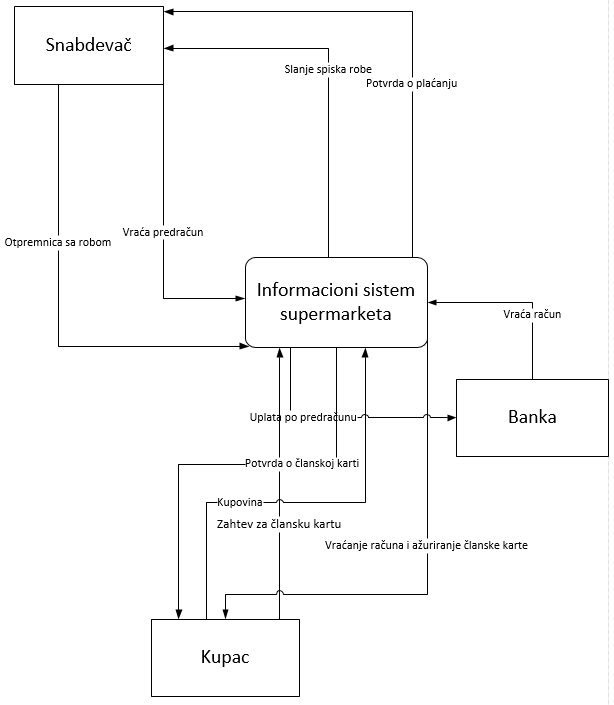 Snabdevač
Slanje spiska robe
Potvrda o plaćanju
Vraća predračun
Otpremnica sa robom
Informacioni sistem
supermarketa
Vraća račun
Uplata po predračunu
Banka
Potvrda o članskoj karti
Kupovina
Zahtev za člansku kartu
Vraćanje računa i ažuriranje članske karte
Kupac